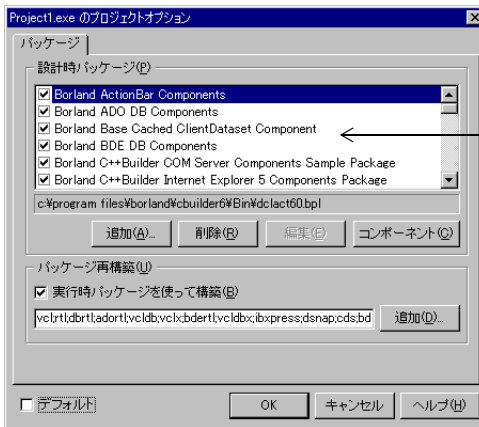 Project1.exe のプロジェクトオプション
パッケージ
設計時パッケージ(P)
Borland ActionBar Components
Borland ADO DB Components
Borland Base Cached ClientDataset Component
Borland BDE DB Components
Borland C++Builder COM Server Components Sample Package
Borland C++Builder Internet Explorer 5 Components Package
c:¥program files¥borland¥cbuilder6¥Bin¥dclact60.bpl
追加(A)... 削除(R) 編集(E) コンポーネント(C)
パッケージ再構築(U)
実行時パッケージを使って構築(B)
vcl;rtl;dbrtl;adortl;vcldb;vclx;bdertl;vcldbx;ibxpress;dsnap;cds;bd 追加(D)...
デフォルト OK キャンセル ヘルプ(H)